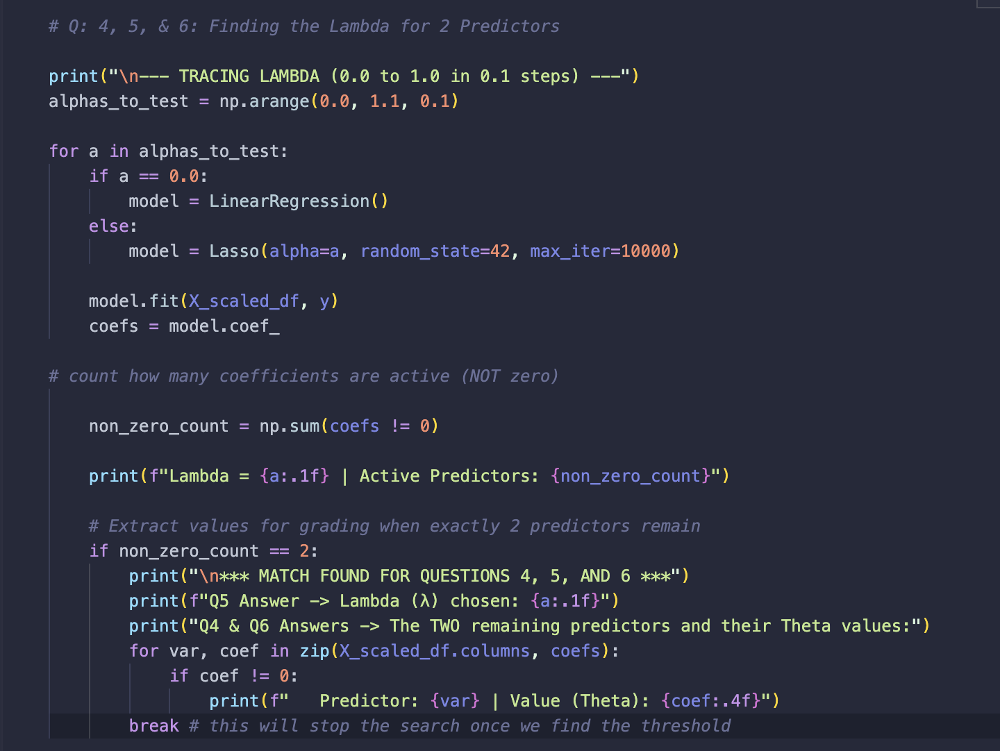 # Q: 4, 5, & 6: Finding the Lambda for 2 Predictors
print("\n--- TRACING LAMBDA (0.0 to 1.0 in 0.1 steps) ---")
alphas_to_test = np.arange(0.0, 1.1, 0.1)
for a in alphas_to_test:
    if a == 0.0:
        model = LinearRegression()
    else:
        model = Lasso(alpha=a, random_state=42, max_iter=10000)
    model.fit(X_scaled_df, y)
    coefs = model.coef_
# count how many coefficients are active (NOT zero)
    non_zero_count = np.sum(coefs != 0)
    print(f"Lambda = {a:.1f} | Active Predictors: {non_zero_count}")
    # Extract values for grading when exactly 2 predictors remain
    if non_zero_count == 2:
        print("\n*** MATCH FOUND FOR QUESTIONS 4, 5, AND 6 ***")
        print(f"Q5 Answer -> Lambda (λ) chosen: {a:.1f}")
        print("Q4 & Q6 Answers -> The TWO remaining predictors and their Theta values:")
        for var, coef in zip(X_scaled_df.columns, coefs):
            if coef != 0:
                print(f"   Predictor: {var} | Value (Theta): {coef:.4f}")
        break # this will stop the search once we find the threshold